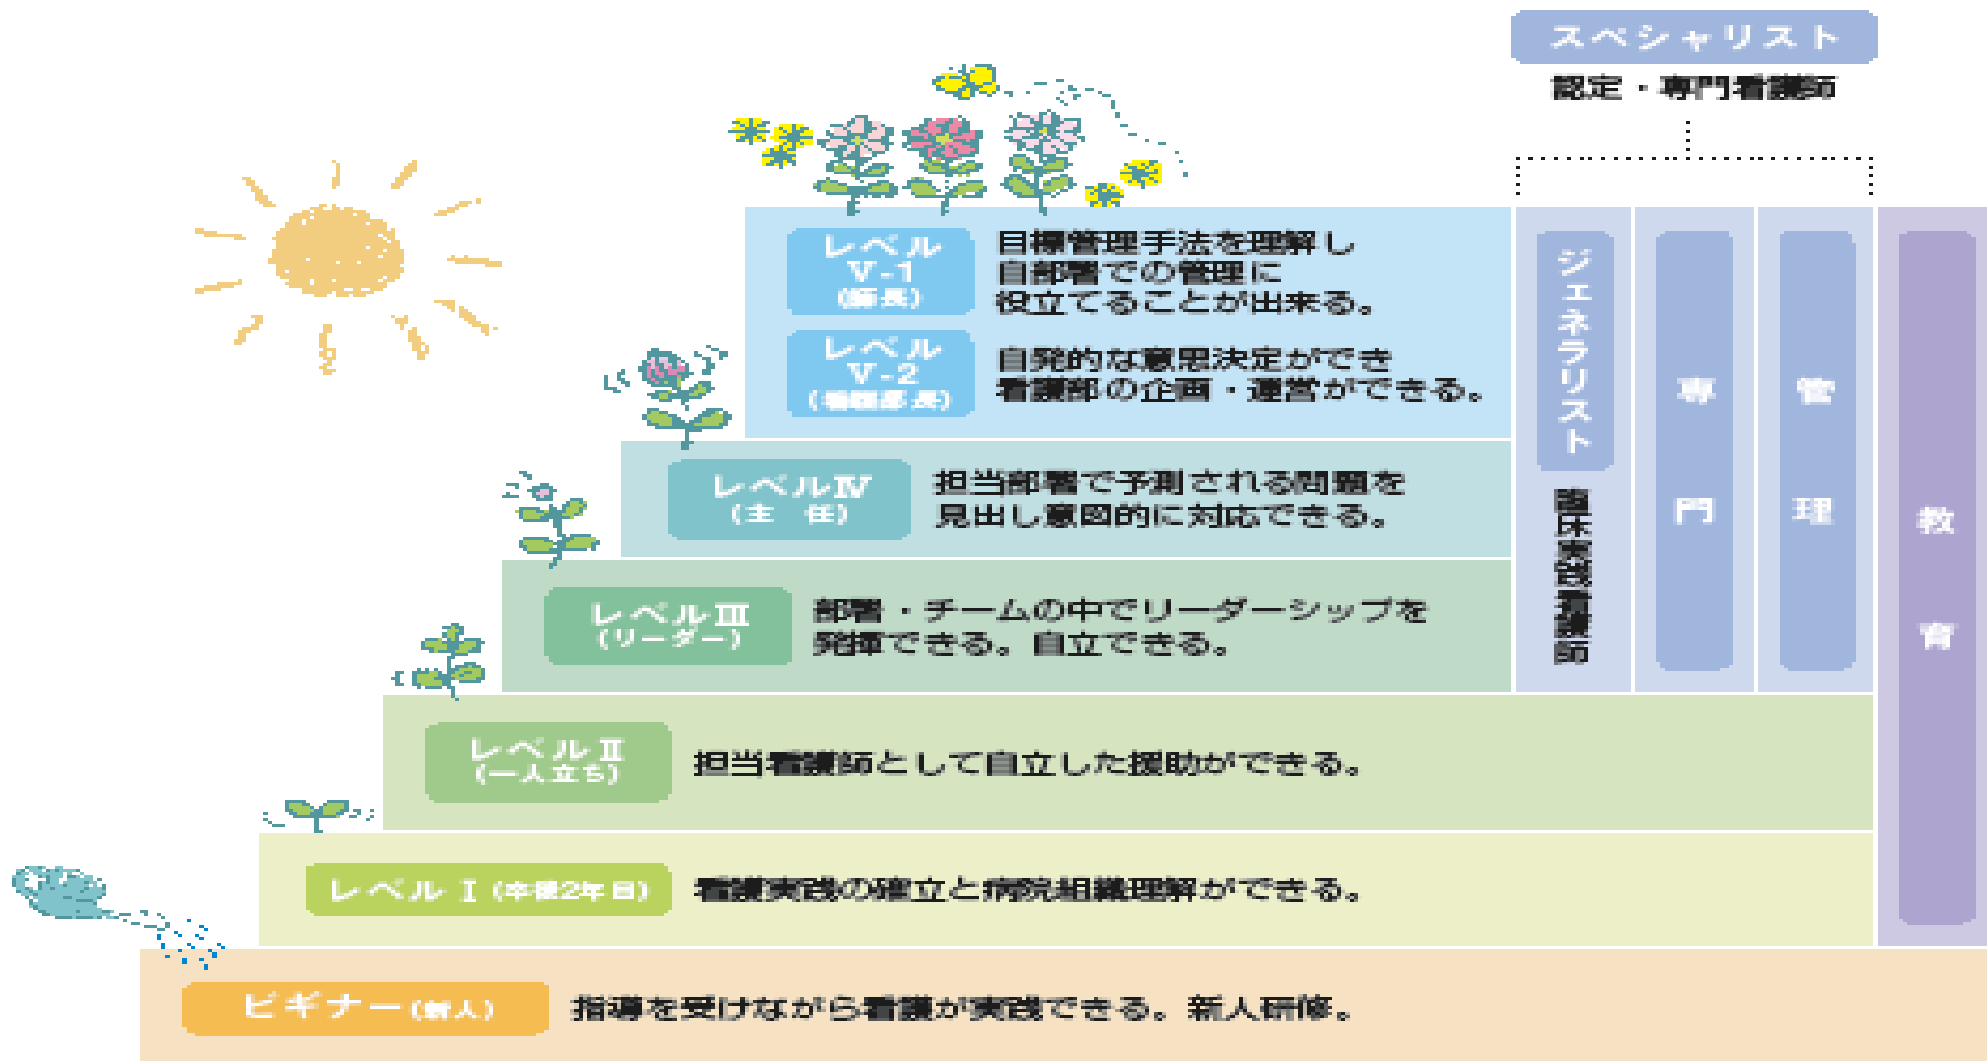 スペシャリスト
認定・専門看護師
レベル
Ⅴ-1
(師長)
目標管理手法を理解し
自部署での管理に
役立てることが出来る。
レベル
Ⅴ-2
(看護部長)
自発的な意思決定ができ
看護部の企画・運営ができる。
レベルⅣ
(主 任)
担当部署で予測される問題を
見出し意図的に対応できる。
レベルⅢ
(リーダー)
部署・チームの中でリーダーシップを
発揮できる。自立できる。
ジェネラリスト
臨床実践看護師
専門
管理
教育
レベルⅡ
(一人立ち)
担当看護師として自立した援助ができる。
レベル Ⅰ (卒後2年目)
看護実践の確立と病院組織理解ができる。
ビギナー(新人)
指導を受けながら看護が実践できる。新人研修。